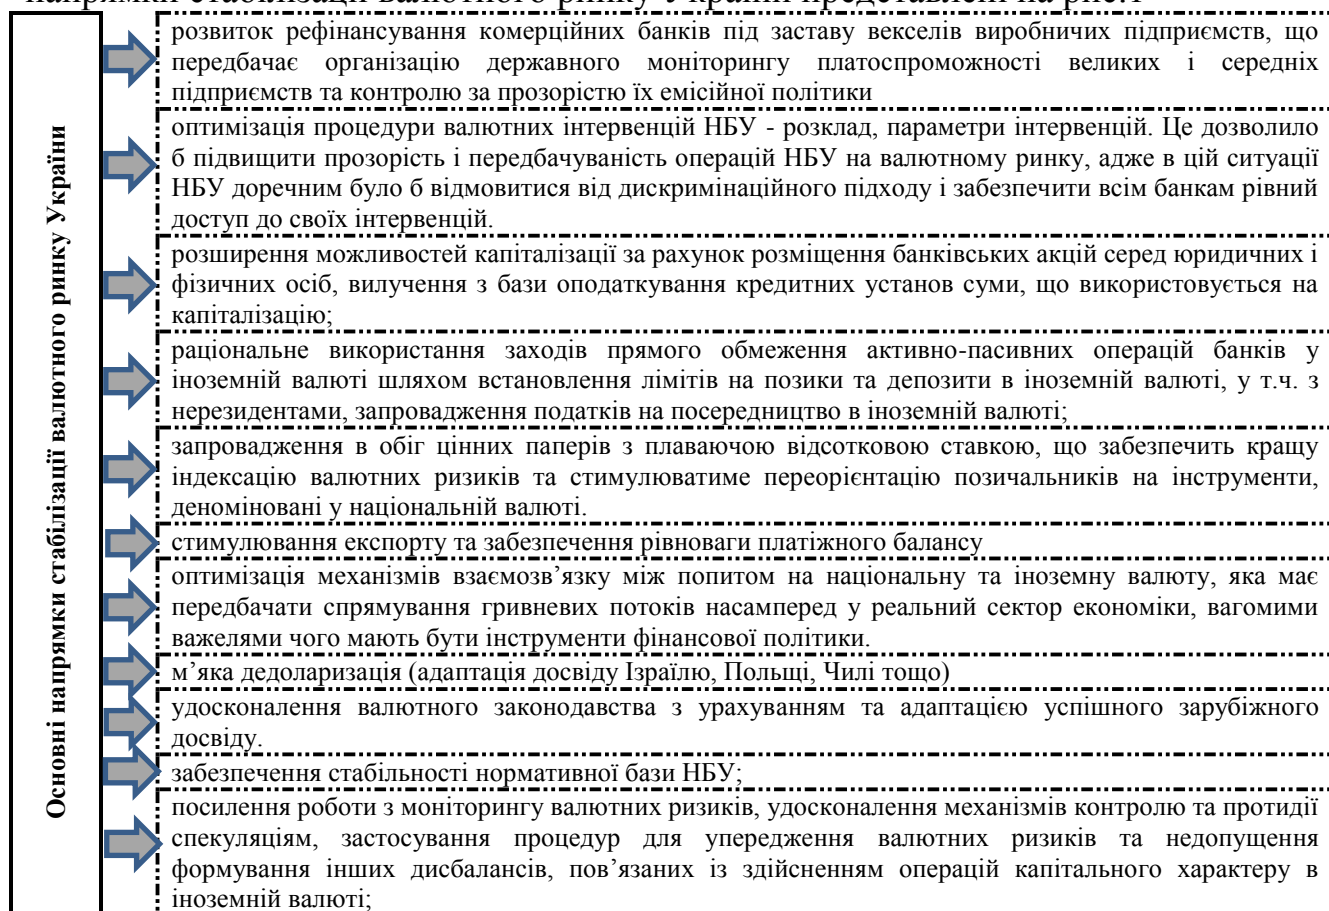 напрямки стабілізації валютного ринку України представлені на рис.1
Основні напрямки стабілізації валютного ринку України
розвиток рефінансування комерційних банків під заставу векселів виробничих підприємств, що
передбачає організацію державного моніторингу платоспроможності великих і середніх
підприємств та контролю за прозорістю їх емісійної політики
оптимізація процедури валютних інтервенцій НБУ - розклад, параметри інтервенцій. Це дозволило
б підвищити прозорість і передбачуваність операцій НБУ на валютному ринку, адже в цій ситуації
НБУ доречним було б відмовитися від дискримінаційного підходу і забезпечити всім банкам рівний
доступ до своїх інтервенцій.
розширення можливостей капіталізації за рахунок розміщення банківських акцій серед юридичних і
фізичних осіб, вилучення з бази оподаткування кредитних установ суми, що використовується на
капіталізацію;
раціональне використання заходів прямого обмеження активно-пасивних операцій банків у
іноземній валюті шляхом встановлення лімітів на позики та депозити в іноземній валюті, у т.ч. з
нерезидентами, запровадження податків на посередництво в іноземній валюті;
запровадження в обіг цінних паперів з плаваючою відсотковою ставкою, що забезпечить кращу
індексацію валютних ризиків та стимулюватиме переорієнтацію позичальників на інструменти,
деноміновані у національній валюті.
стимулювання експорту та забезпечення рівноваги платіжного балансу
оптимізація механізмів взаємозв’язку між попитом на національну та іноземну валюту, яка має
передбачати спрямування гривневих потоків насамперед у реальний сектор економіки, вагомими
важелями чого мають бути інструменти фінансової політики.
м’яка дедоларизація (адаптація досвіду Ізраїлю, Польщі, Чилі тощо)
удосконалення валютного законодавства з урахуванням та адаптацією успішного зарубіжного
досвіду.
забезпечення стабільності нормативної бази НБУ;
посилення роботи з моніторингу валютних ризиків, удосконалення механізмів контролю та протидії
спекуляціям, застосування процедур для упередження валютних ризиків та недопущення
формування інших дисбалансів, пов’язаних із здійсненням операцій капітального характеру в
іноземній валюті;